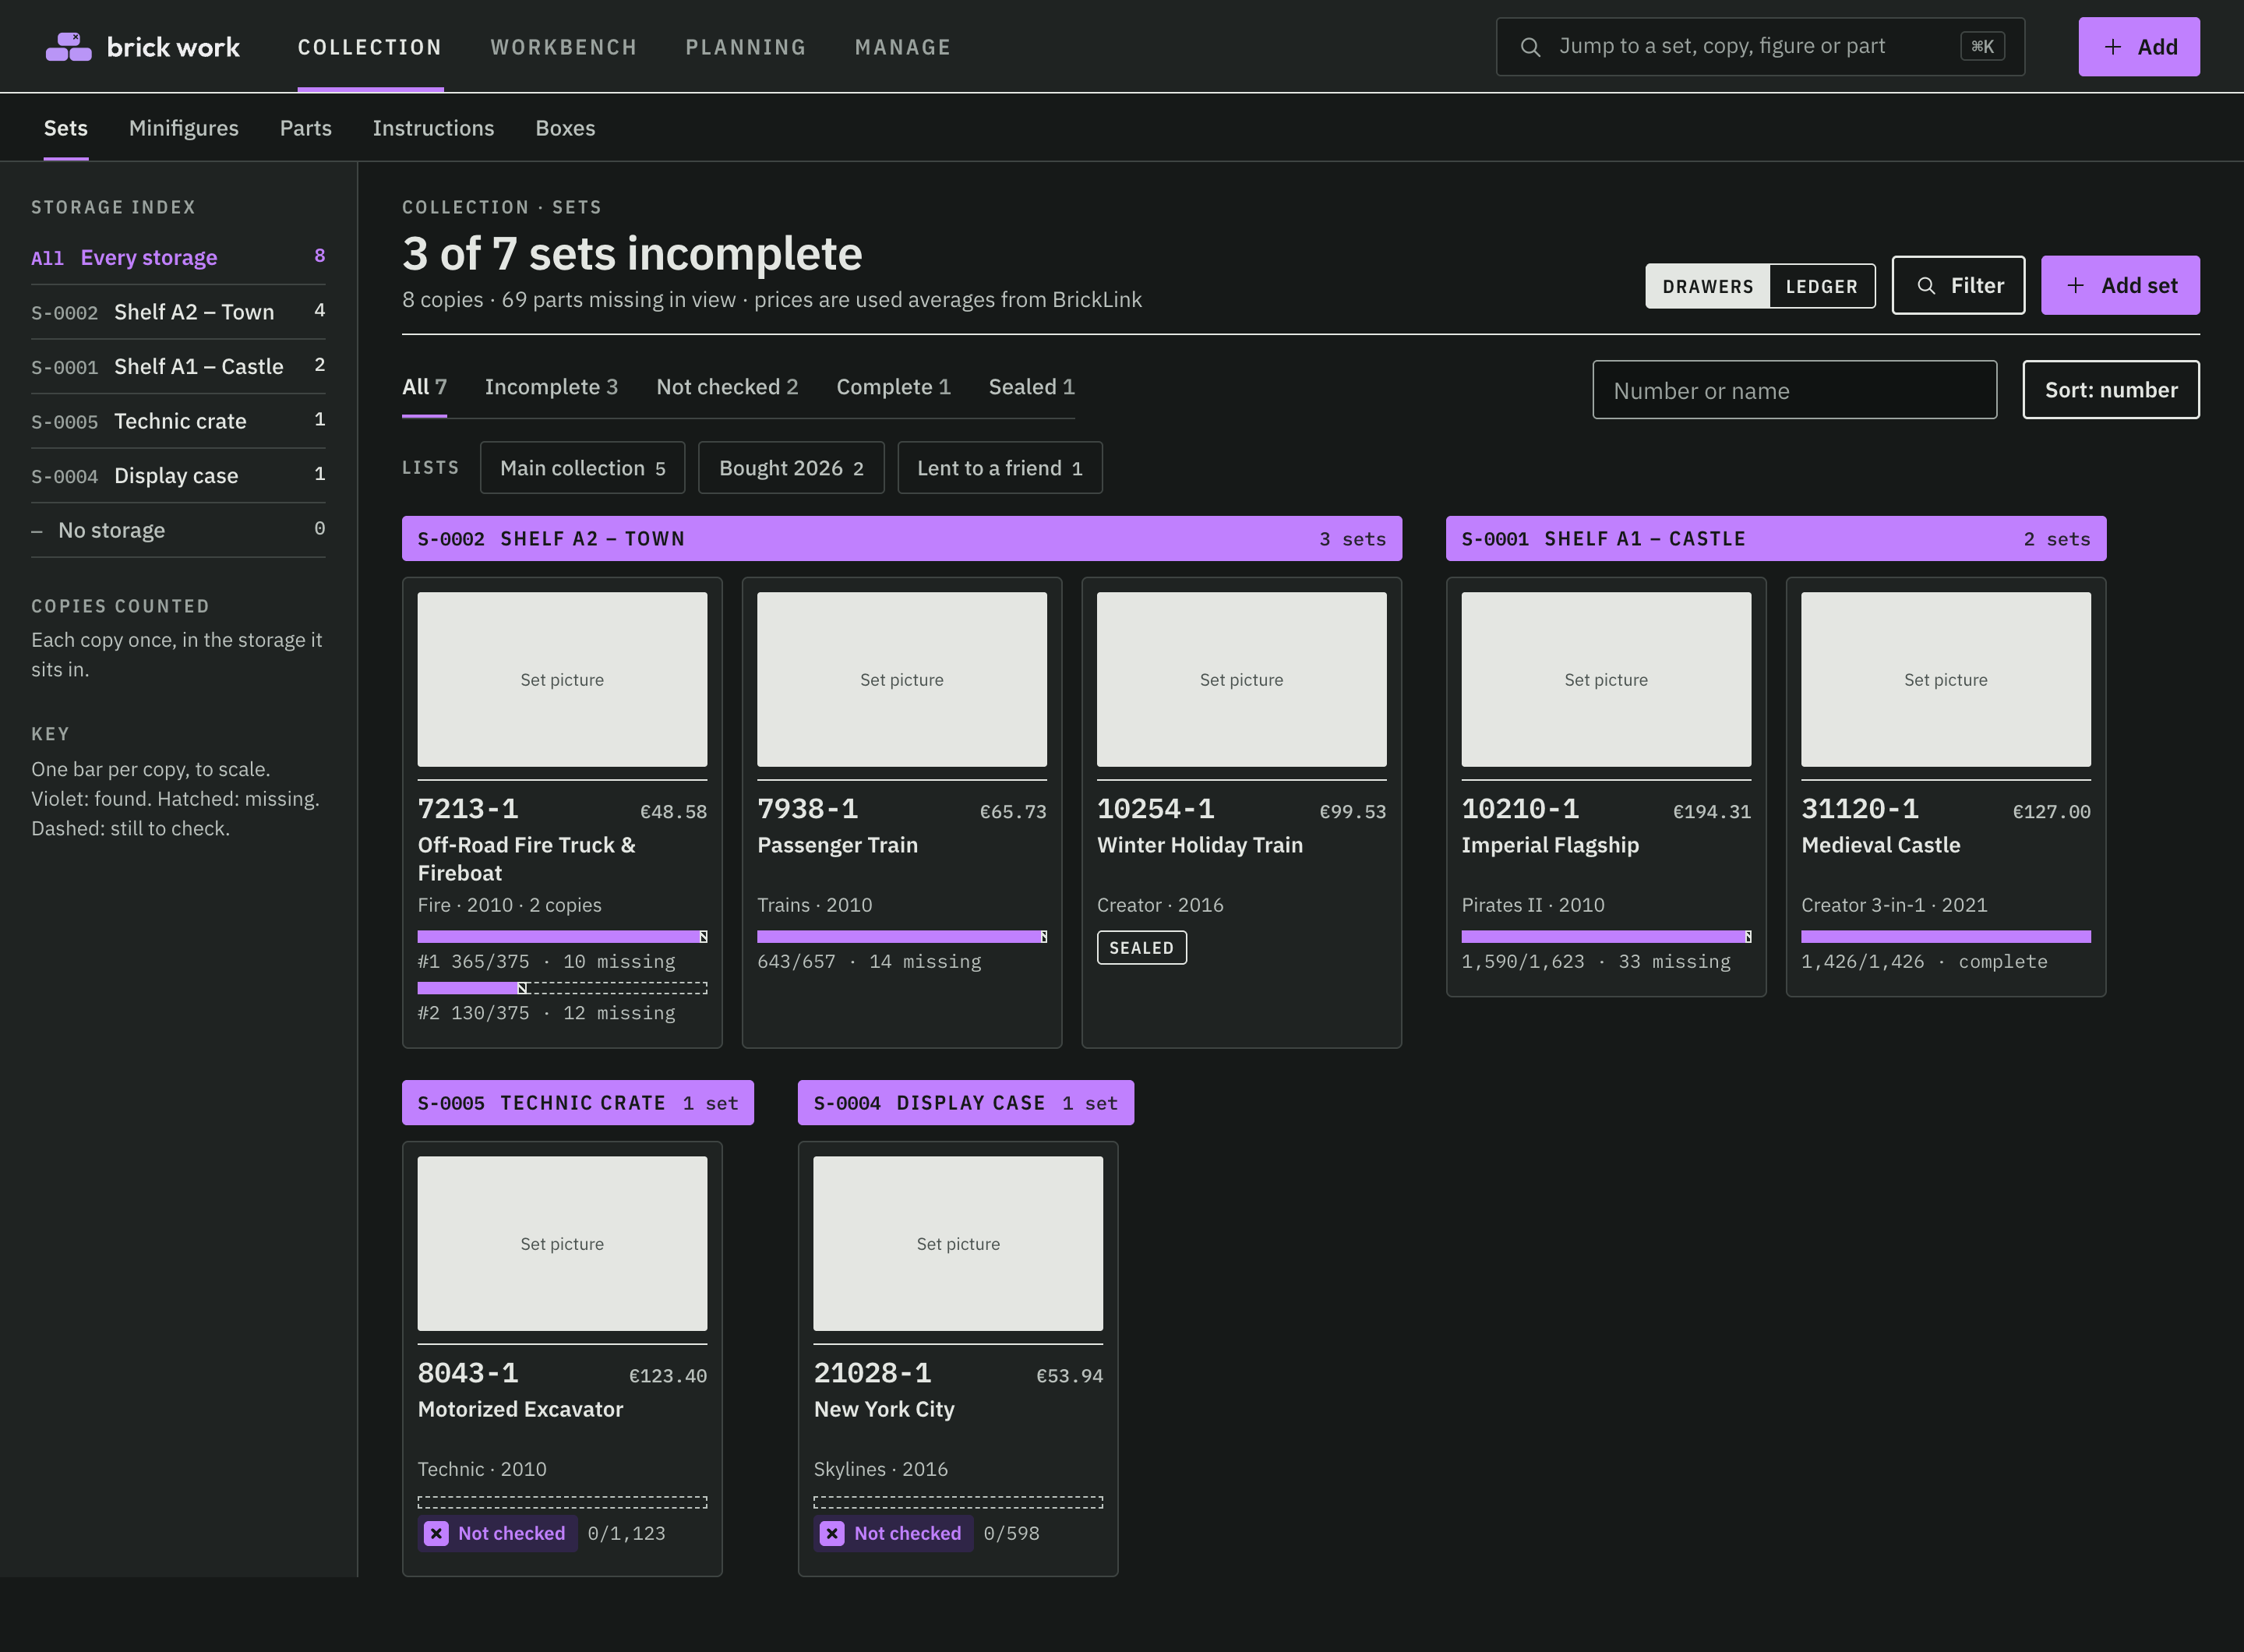 brick work
COLLECTION
WORKBENCH
PLANNING
MANAGE
Jump to a set, copy, figure or part
⌘K
+ Add
Sets
Minifigures
Parts
Instructions
Boxes
STORAGE INDEX
All Every storage 8
S-0002 Shelf A2 – Town 4
S-0001 Shelf A1 – Castle 2
S-0005 Technic crate 1
S-0004 Display case 1
– No storage 0
COPIES COUNTED
Each copy once, in the storage it
sits in.
KEY
One bar per copy, to scale.
Violet: found. Hatched: missing.
Dashed: still to check.
COLLECTION · SETS
3 of 7 sets incomplete
8 copies · 69 parts missing in view · prices are used averages from BrickLink
DRAWERS
LEDGER
Filter
+ Add set
All 7
Incomplete 3
Not checked 2
Complete 1
Sealed 1
Number or name
Sort: number
LISTS
Main collection 5
Bought 2026 2
Lent to a friend 1
S-0002 SHELF A2 – TOWN 3 sets
Set picture
7213-1 €48.58
Off-Road Fire Truck &
Fireboat
Fire · 2010 · 2 copies
#1 365/375 · 10 missing
#2 130/375 · 12 missing
Set picture
7938-1 €65.73
Passenger Train
Trains · 2010
643/657 · 14 missing
Set picture
10254-1 €99.53
Winter Holiday Train
Creator · 2016
SEALED
S-0001 SHELF A1 – CASTLE 2 sets
Set picture
10210-1 €194.31
Imperial Flagship
Pirates II · 2010
1,590/1,623 · 33 missing
Set picture
31120-1 €127.00
Medieval Castle
Creator 3-in-1 · 2021
1,426/1,426 · complete
S-0005 TECHNIC CRATE 1 set
Set picture
8043-1 €123.40
Motorized Excavator
Technic · 2010
Not checked 0/1,123
S-0004 DISPLAY CASE 1 set
Set picture
21028-1 €53.94
New York City
Skylines · 2016
Not checked 0/598